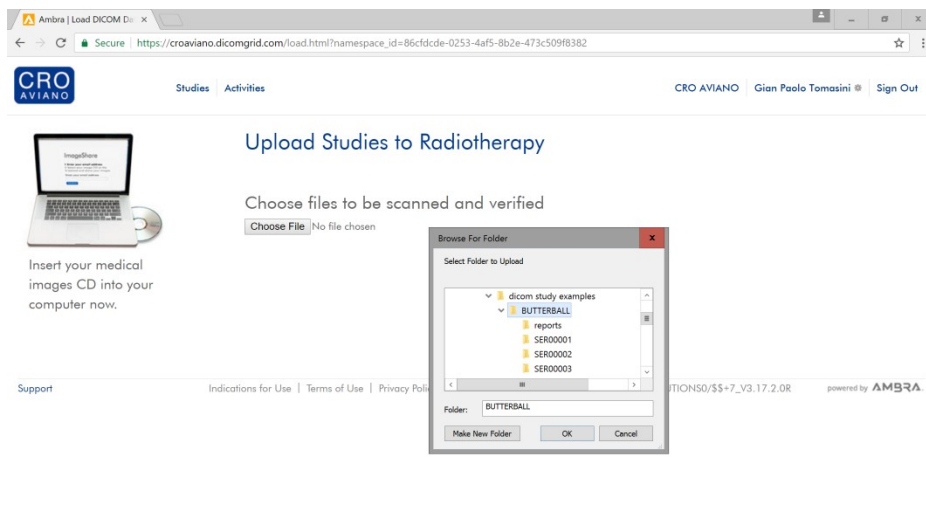 Ambra | Load DICOM Da
Secure | https://croaviano.dicomgrid.com/load.html?namespace_id=86cfdcde-0253-4af5-8b2e-473c509f8382
CRO
AVIANO
Studies
Activities
CRO AVIANO
Gian Paolo Tomasini
Sign Out
ImageShare
Upload Studies to Radiotherapy
Choose files to be scanned and verified
Choose File No file chosen
Insert your medical
images CD into your
computer now.
Browse For Folder
Select Folder to Upload
dicom study examples
BUTTERBALL
reports
SER00001
SER00002
SER00003
Folder: BUTTERBALL
Make New Folder
OK
Cancel
Support
Indications for Use | Terms of Use | Privacy Poli
ITIONS0/$$+7_V3.17.2.0R
powered by AMBRA